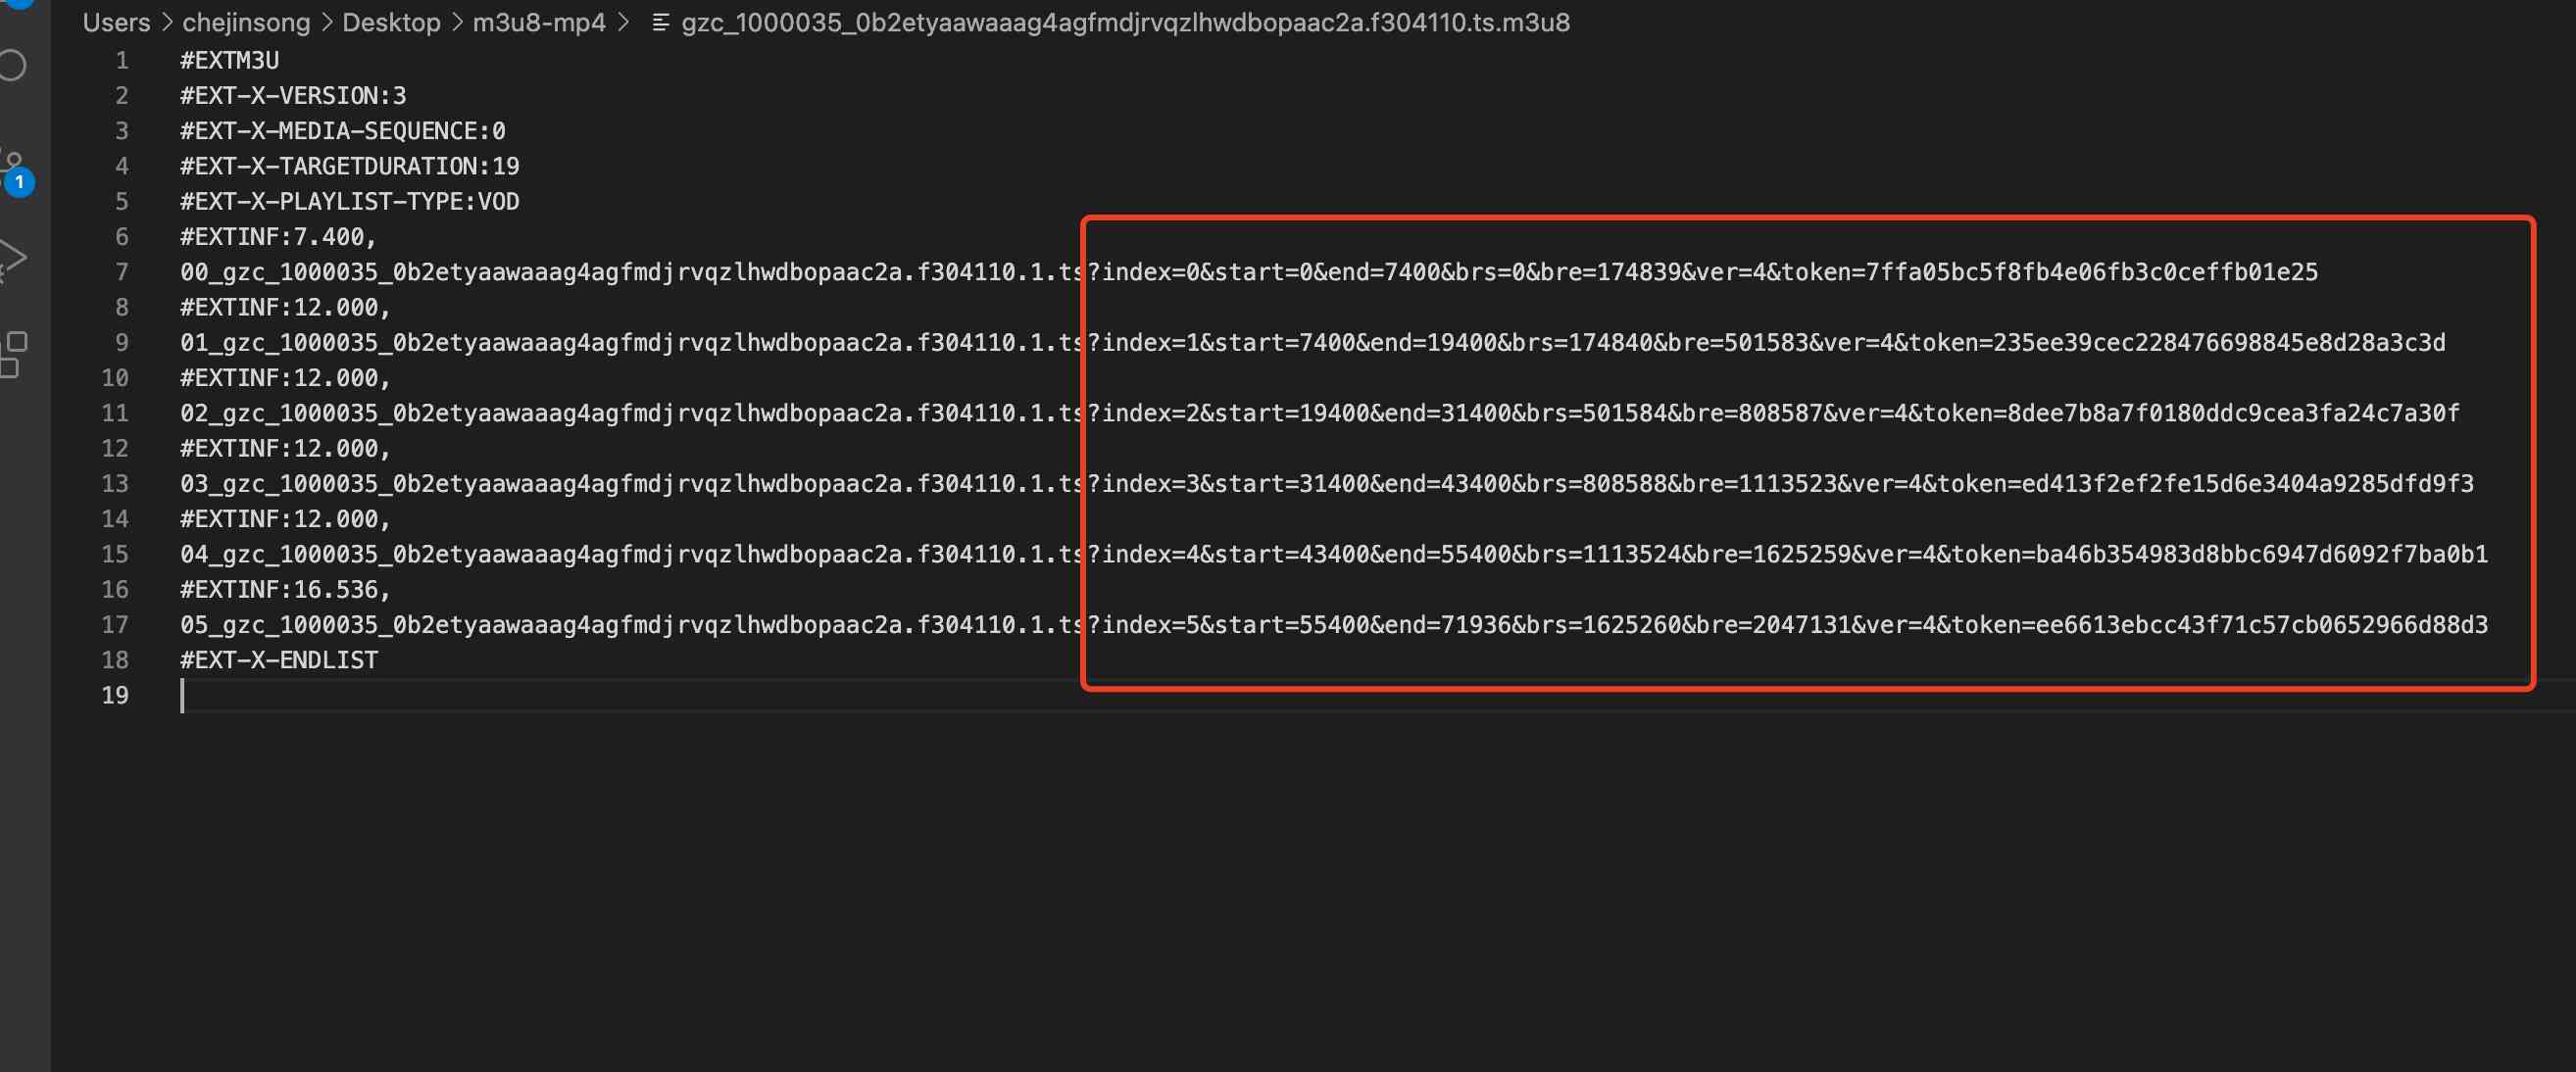 Users > chejinsong > Desktop > m3u8-mp4 > gzc_1000035_0b2etyaawaaag4agfmdjrvqzlhwdbopaac2a.f304110.ts.m3u8
1 #EXTM3U
2 #EXT-X-VERSION:3
3 #EXT-X-MEDIA-SEQUENCE:0
4 #EXT-X-TARGETDURATION:19
5 #EXT-X-PLAYLIST-TYPE:VOD
6 #EXTINF:7.400,
7 00_gzc_1000035_0b2etyaawaaag4agfmdjrvqzlhwdbopaac2a.f304110.1.ts?index=0&start=0&end=7400&brs=0&bre=174839&ver=4&token=7ffa05bc5f8fb4e06fb3c0ceffb01e25
8 #EXTINF:12.000,
9 01_gzc_1000035_0b2etyaawaaag4agfmdjrvqzlhwdbopaac2a.f304110.1.ts?index=1&start=7400&end=19400&brs=174840&bre=501583&ver=4&token=235ee39cec228476698845e8d28a3c3d
10 #EXTINF:12.000,
11 02_gzc_1000035_0b2etyaawaaag4agfmdjrvqzlhwdbopaac2a.f304110.1.ts?index=2&start=19400&end=31400&brs=501584&bre=808587&ver=4&token=8dee7b8a7f0180ddc9cea3fa24c7a30f
12 #EXTINF:12.000,
13 03_gzc_1000035_0b2etyaawaaag4agfmdjrvqzlhwdbopaac2a.f304110.1.ts?index=3&start=31400&end=43400&brs=808588&bre=1113523&ver=4&token=ed413f2ef2fe15d6e3404a9285dfd9f3
14 #EXTINF:12.000,
15 04_gzc_1000035_0b2etyaawaaag4agfmdjrvqzlhwdbopaac2a.f304110.1.ts?index=4&start=43400&end=55400&brs=1113524&bre=1625259&ver=4&token=ba46b354983d8bbc6947d6092f7ba0b1
16 #EXTINF:16.536,
17 05_gzc_1000035_0b2etyaawaaag4agfmdjrvqzlhwdbopaac2a.f304110.1.ts?index=5&start=55400&end=71936&brs=1625260&bre=2047131&ver=4&token=ee6613ebcc43f71c57cb0652966d88d3
18 #EXT-X-ENDLIST
19
1